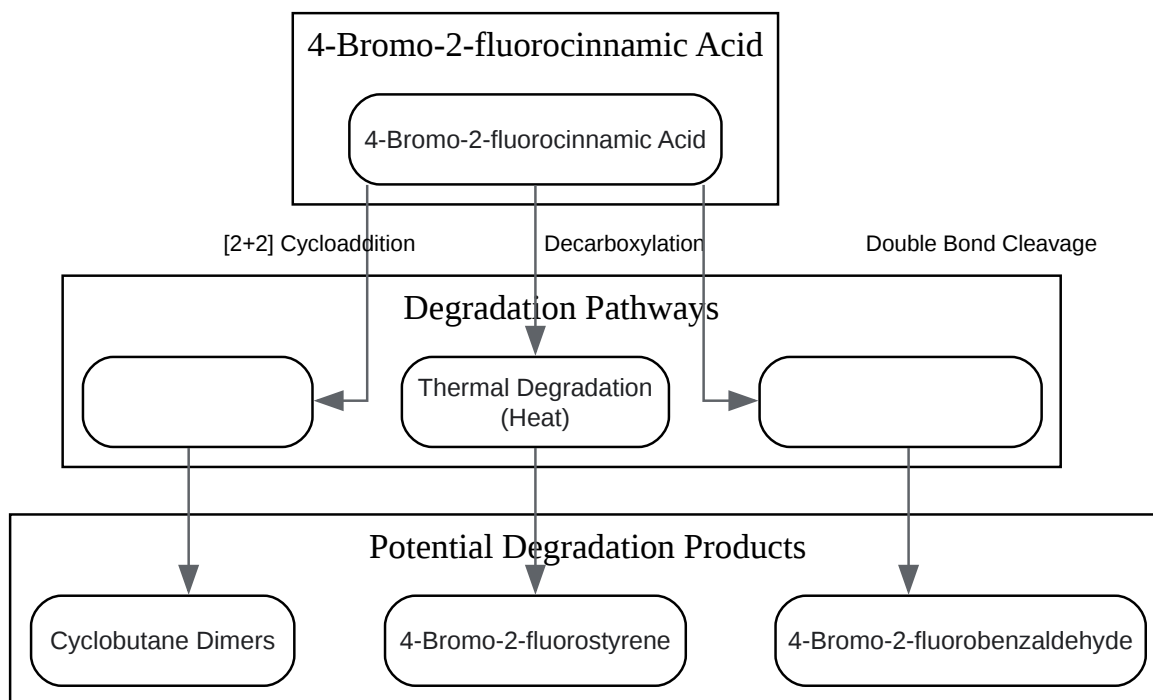 4-Bromo-2-fluorocinnamic Acid
4-Bromo-2-fluorocinnamic Acid
[2+2] Cycloaddition
Decarboxylation
Double Bond Cleavage
Degradation Pathways
Thermal Degradation
(Heat)
Potential Degradation Products
Cyclobutane Dimers
4-Bromo-2-fluorostyrene
4-Bromo-2-fluorobenzaldehyde